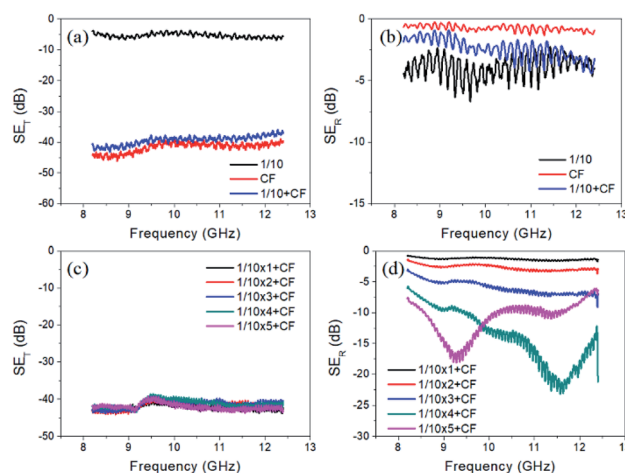 (a)
SE_T (dB)
0
-10
-20
-30
-40
-50
-60
1/10
CF
1/10+CF
8 9 10 11 12 13
Frequency (GHz)
(b)
SE_R (dB)
0
-5
-10
-15
1/10
CF
1/10+CF
8 9 10 11 12 13
Frequency (GHz)
(c)
SE_T (dB)
0
-10
-20
-30
-40
-50
1/10x1+CF
1/10x2+CF
1/10x3+CF
1/10x4+CF
1/10x5+CF
8 9 10 11 12 13
Frequency (GHz)
(d)
SE_R (dB)
0
-5
-10
-15
-20
-25
-30
1/10x1+CF
1/10x2+CF
1/10x3+CF
1/10x4+CF
1/10x5+CF
8 9 10 11 12 13
Frequency (GHz)